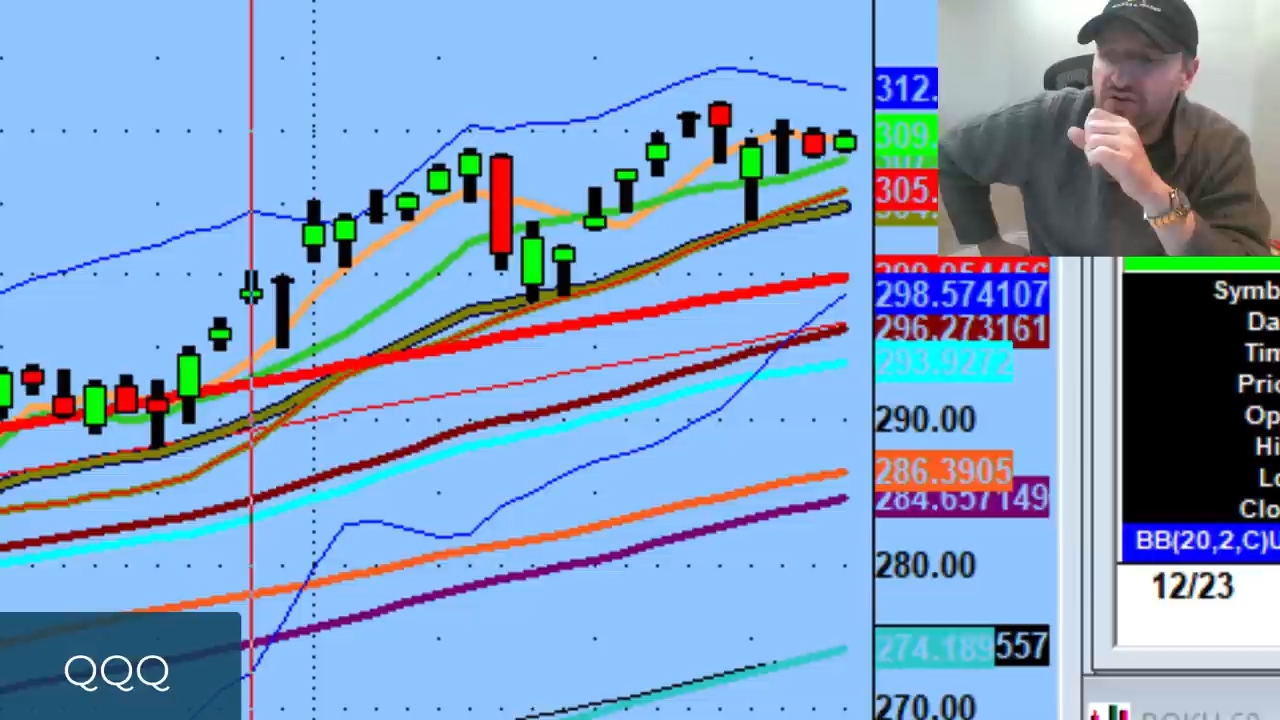 312.
309.
305.
298.574107
296.273161
293.9272
290.00
286.3905
284.657149
280.00
274.189557
270.00
Symb
Da
Tim
Pric
Op
Hi
Lo
Clo
BB(20,2,C)U
12/23
QQQ